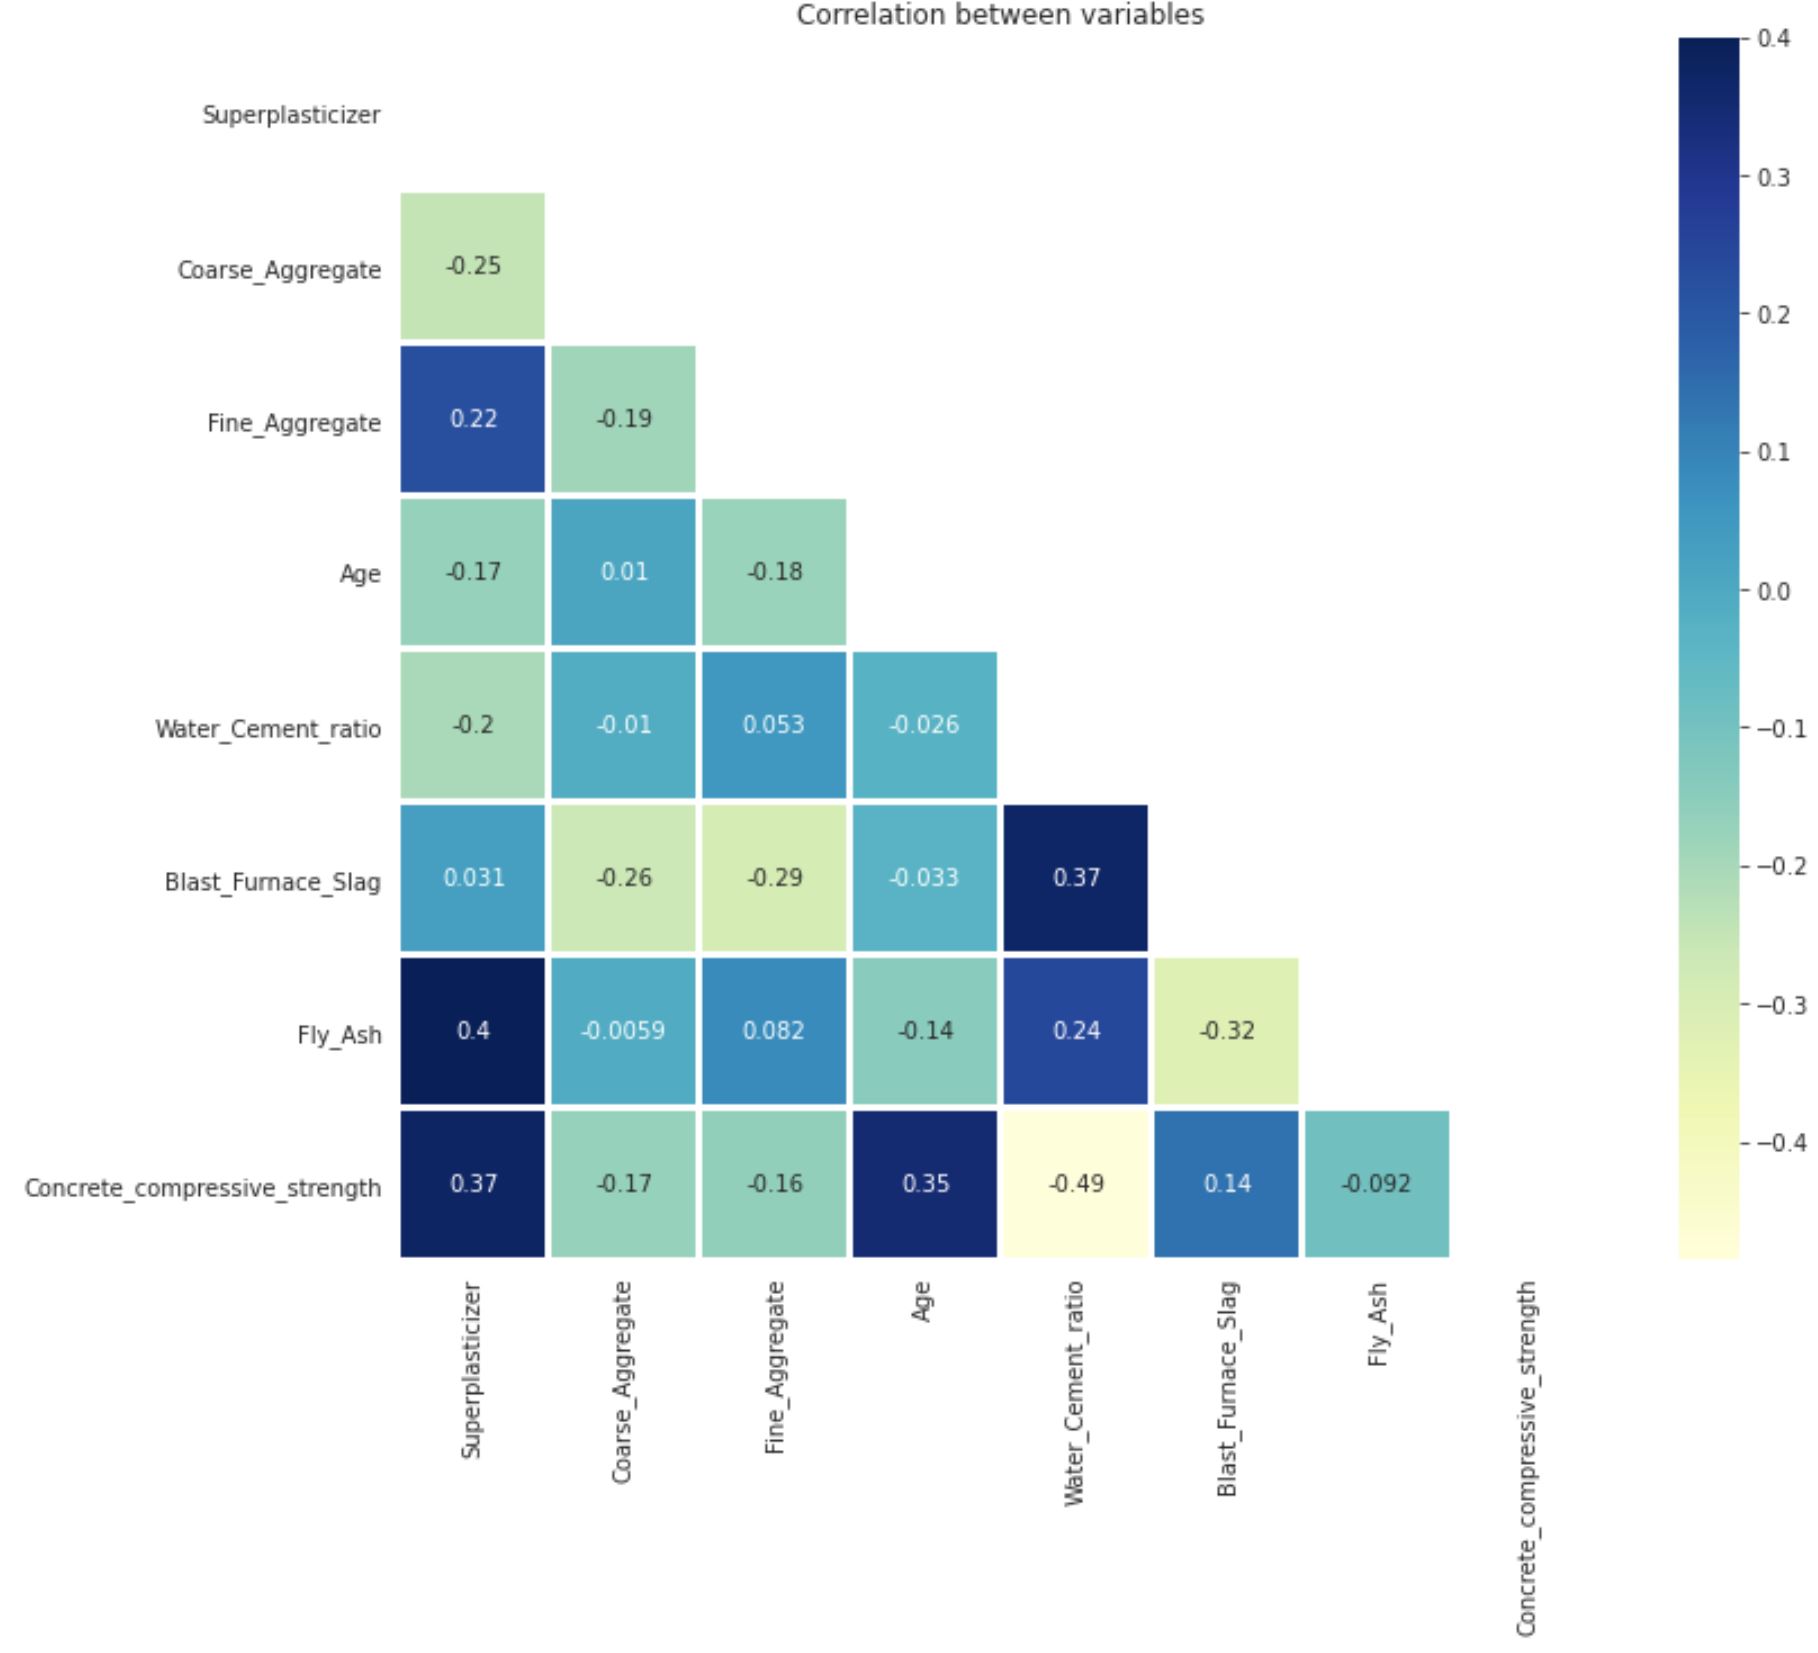 Correlation between variables
Superplasticizer
Coarse_Aggregate -0.25
Fine_Aggregate 0.22 -0.19
Age -0.17 0.01 -0.18
Water_Cement_ratio -0.2 -0.01 0.053 -0.026
Blast_Furnace_Slag 0.031 -0.26 -0.29 -0.033 0.37
Fly_Ash 0.4 -0.0059 0.082 -0.14 0.24 -0.32
Concrete_compressive_strength 0.37 -0.17 -0.16 0.35 -0.49 0.14 -0.092
Superplasticizer
Coarse_Aggregate
Fine_Aggregate
Age
Water_Cement_ratio
Blast_Furnace_Slag
Fly_Ash
Concrete_compressive_strength
0.4
0.3
0.2
0.1
0.0
−0.1
−0.2
−0.3
−0.4